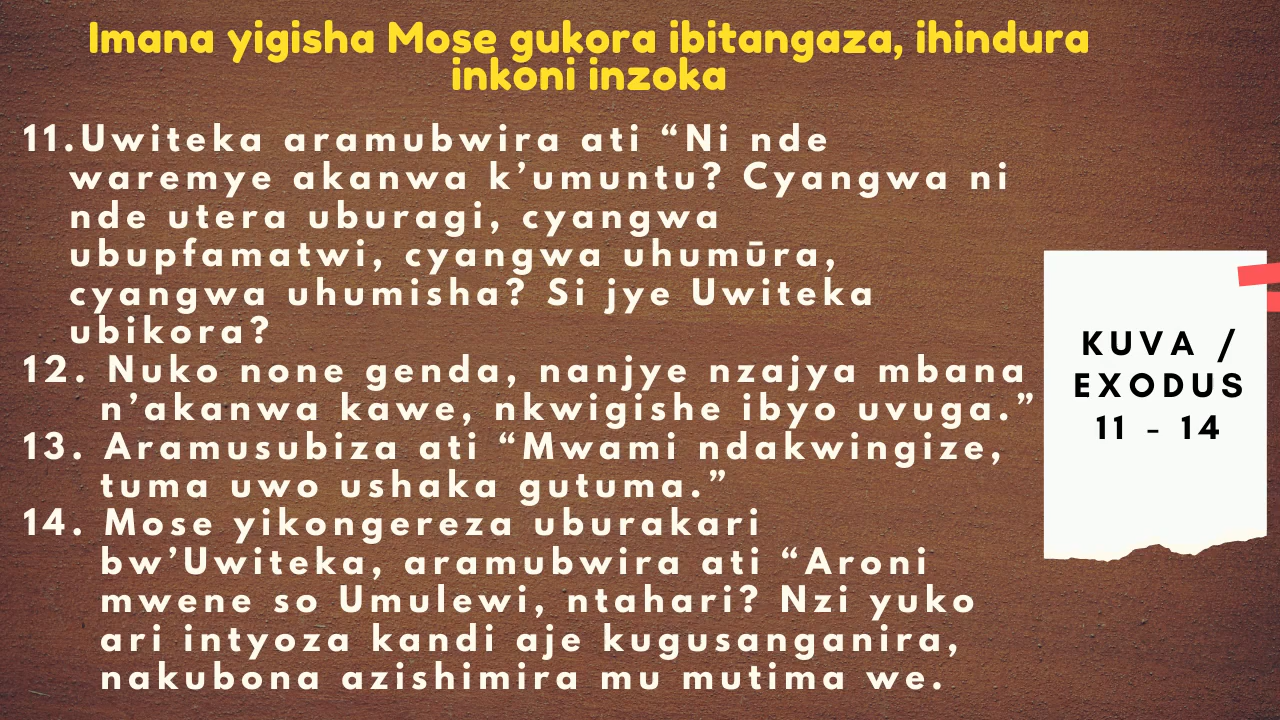 Imana yigisha Mose gukora ibitangaza, ihindura
inkoni inzoka
11.Uwiteka aramubwira ati “Ni nde
waremye akanwa k’umuntu? Cyangwa ni
nde utera uburagi, cyangwa
ubupfamatwi, cyangwa uhumūra,
cyangwa uhumisha? Si jye Uwiteka
ubikora?
12. Nuko none genda, nanjye nzajya mbana
n’akanwa kawe, nkwigishe ibyo uvuga.”
13. Aramusubiza ati “Mwami ndakwingize,
tuma uwo ushaka gutuma.”
14. Mose yikongereza uburakari
bw’Uwiteka, aramubwira ati “Aroni
mwene so Umulewi, ntahari? Nzi yuko
ari intyoza kandi aje kugusanganira,
nakubona azishimira mu mutima we.
KUVA /
EXODUS
11 - 14